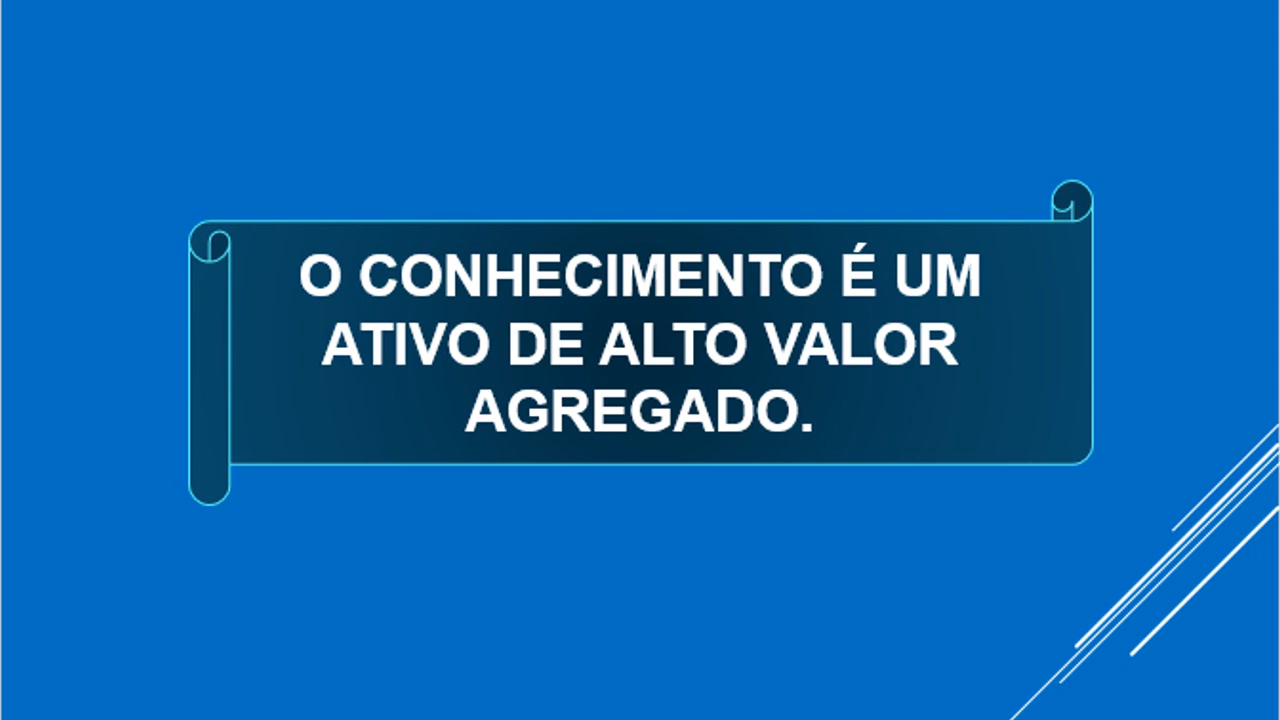 O CONHECIMENTO É UM
ATIVO DE ALTO VALOR
AGREGADO.